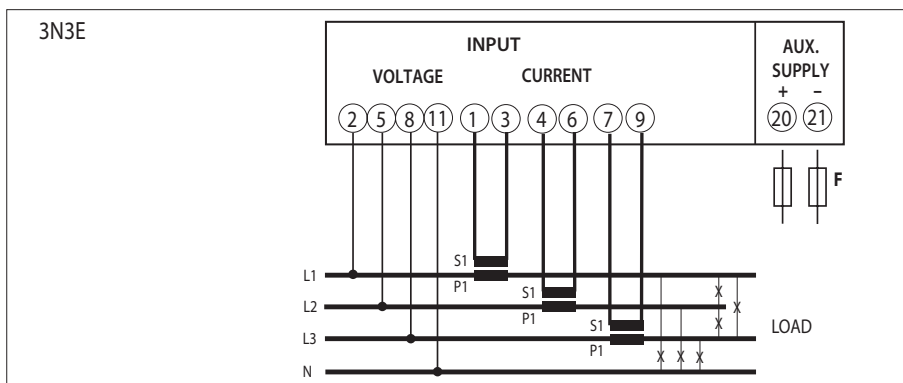 3N3E
INPUT
VOLTAGE CURRENT
AUX.
SUPPLY
+ –
2 5 8 11 1 3 4 6 7 9 20 21
F
S1
L1
P1
S1
L2
P1
S1
L3
P1
LOAD
N
X X X X X X